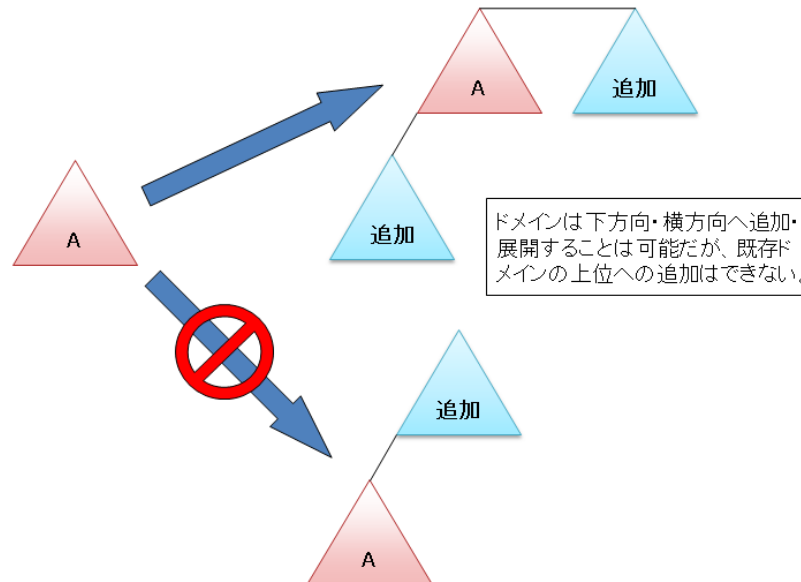 A
追加
A
追加
ドメインは下方向・横方向へ追加・
展開することは可能だが、既存ド
メインの上位への追加はできない。
追加
A